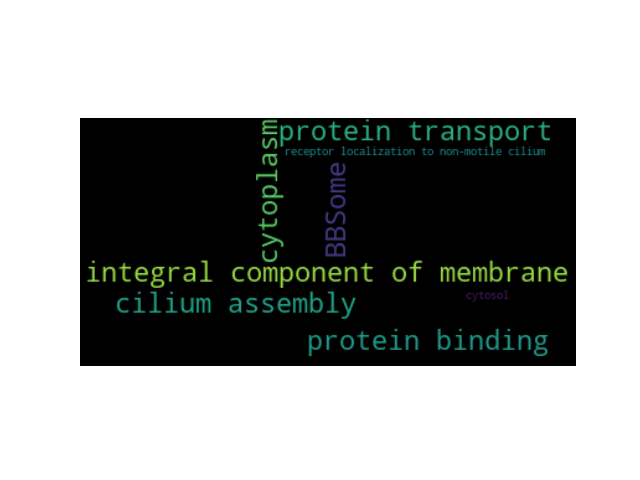 protein transport
receptor localization to non-motile cilium
cytoplasm
BBSome
integral component of membrane
cilium assembly
cytosol
protein binding